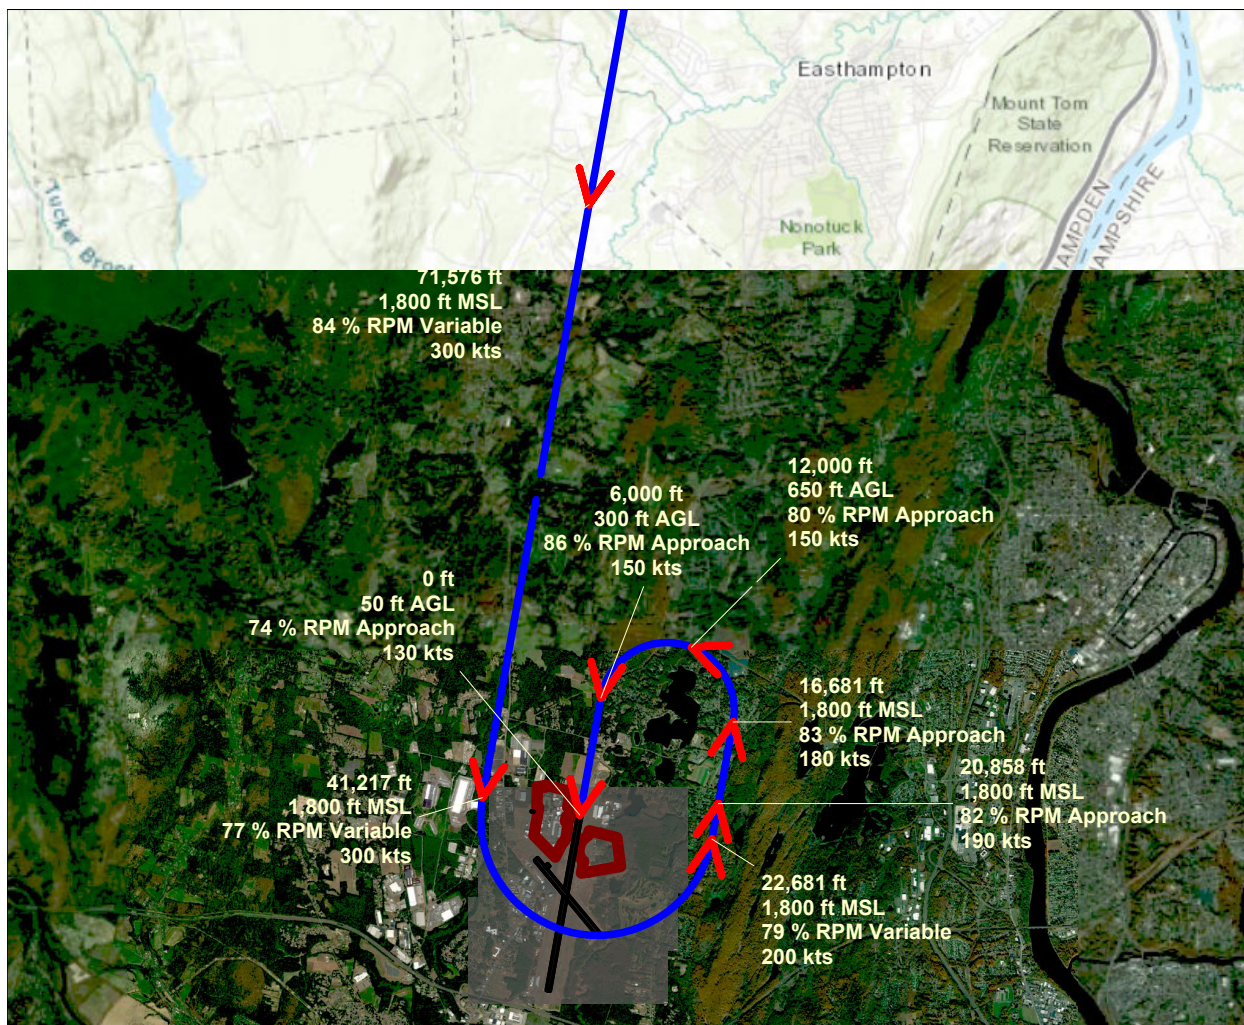 Easthampton
Mount Tom
State
Reservation
HAMPDEN
HAMPSHIRE
Tucker Brook
Nonotuck
Park
71,576 ft
1,800 ft MSL
84 % RPM Variable
300 kts
12,000 ft
650 ft AGL
80 % RPM Approach
150 kts
6,000 ft
300 ft AGL
86 % RPM Approach
150 kts
0 ft
50 ft AGL
74 % RPM Approach
130 kts
16,681 ft
1,800 ft MSL
83 % RPM Approach
180 kts
20,858 ft
1,800 ft MSL
82 % RPM Approach
190 kts
41,217 ft
1,800 ft MSL
77 % RPM Variable
300 kts
22,681 ft
1,800 ft MSL
79 % RPM Variable
200 kts